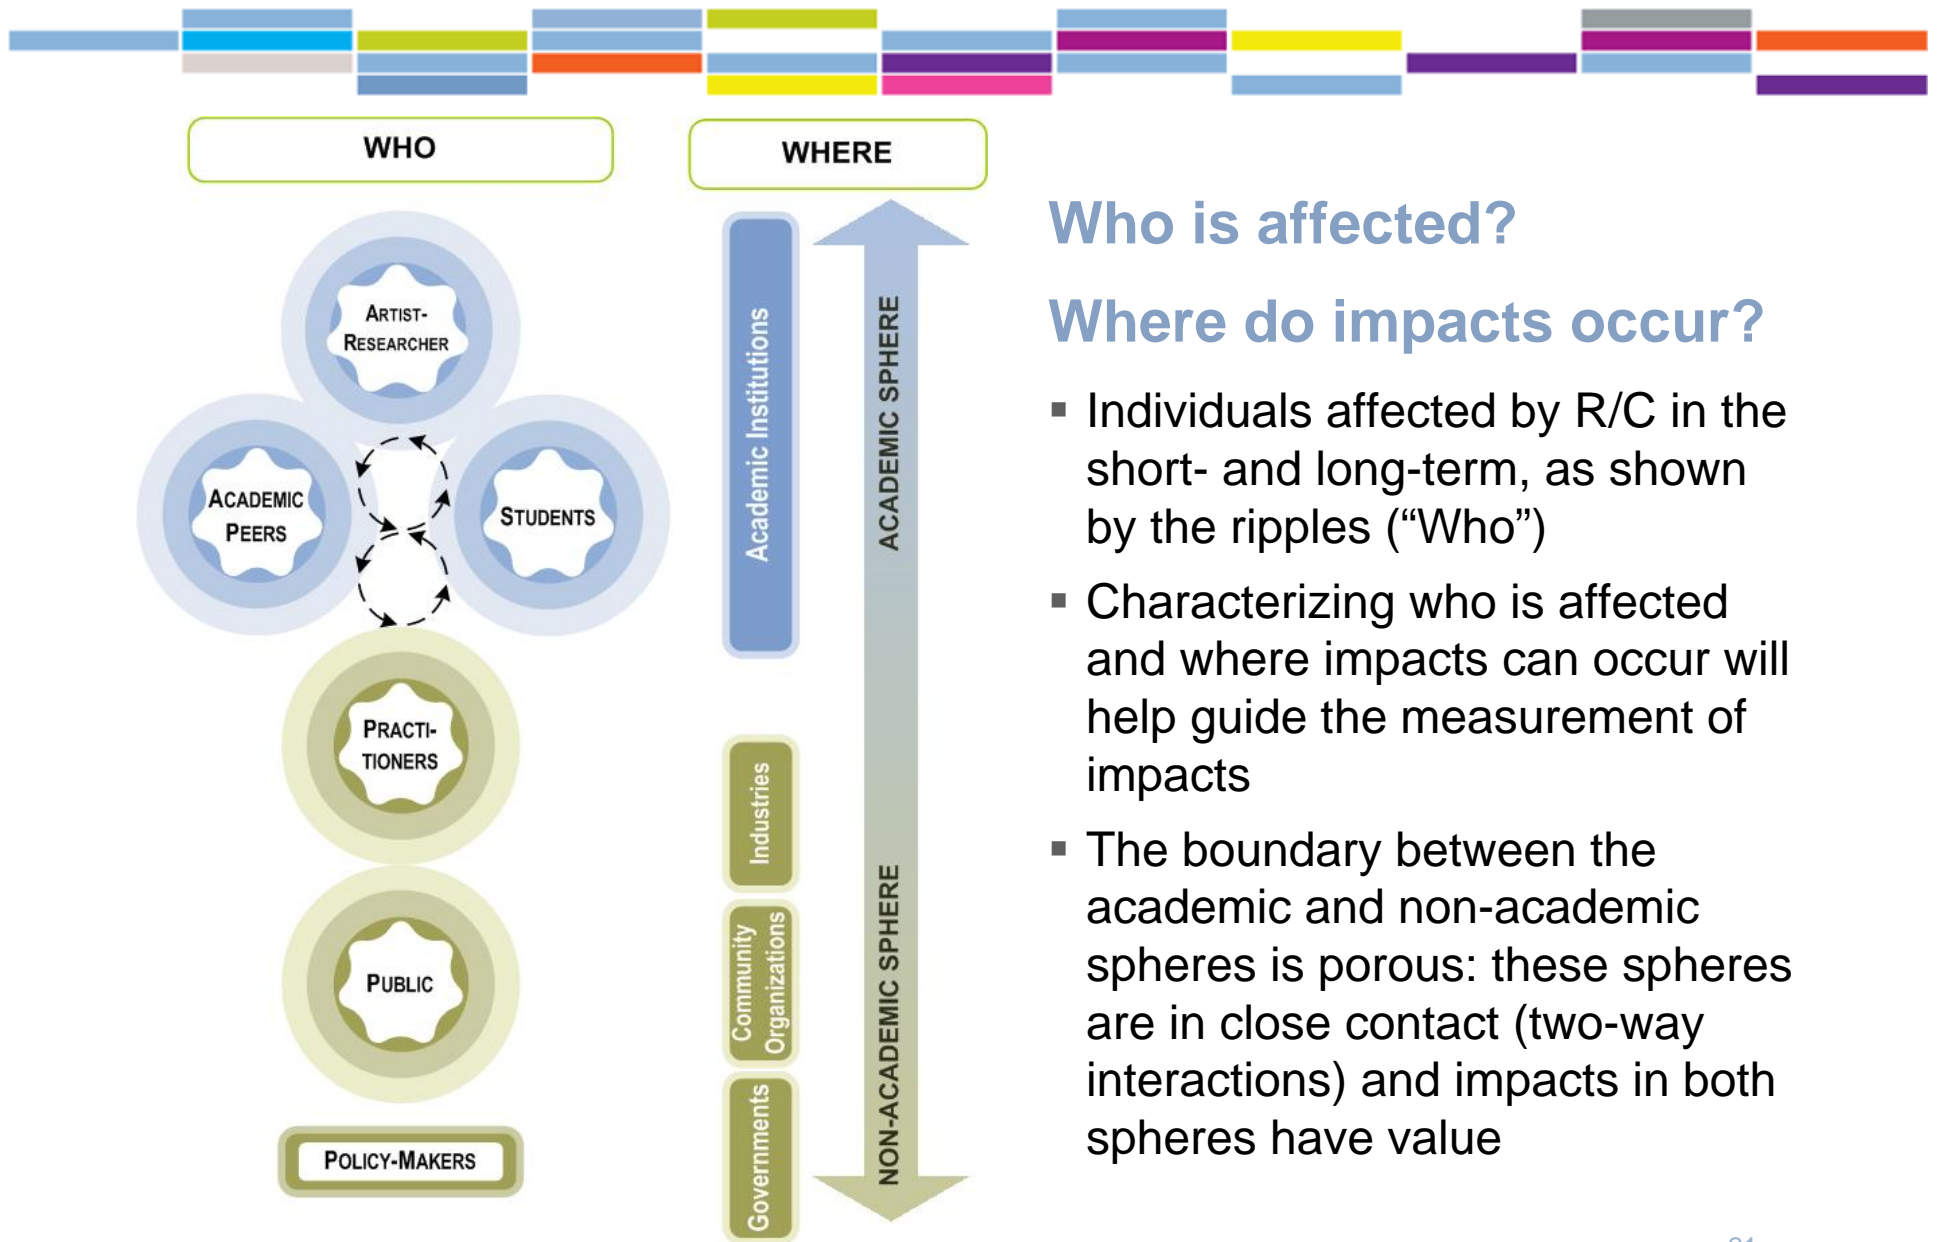 WHO
WHERE
ARTIST-
RESEARCHER
ACADEMIC
PEERS
STUDENTS
PRACTI-
TIONERS
PUBLIC
POLICY-MAKERS
Academic Institutions
Industries
Community
Organizations
Governments
ACADEMIC SPHERE
NON-ACADEMIC SPHERE
Who is affected?
Where do impacts occur?
▪ Individuals affected by R/C in the
short- and long-term, as shown
by the ripples (“Who”)
▪ Characterizing who is affected
and where impacts can occur will
help guide the measurement of
impacts
▪ The boundary between the
academic and non-academic
spheres is porous: these spheres
are in close contact (two-way
interactions) and impacts in both
spheres have value